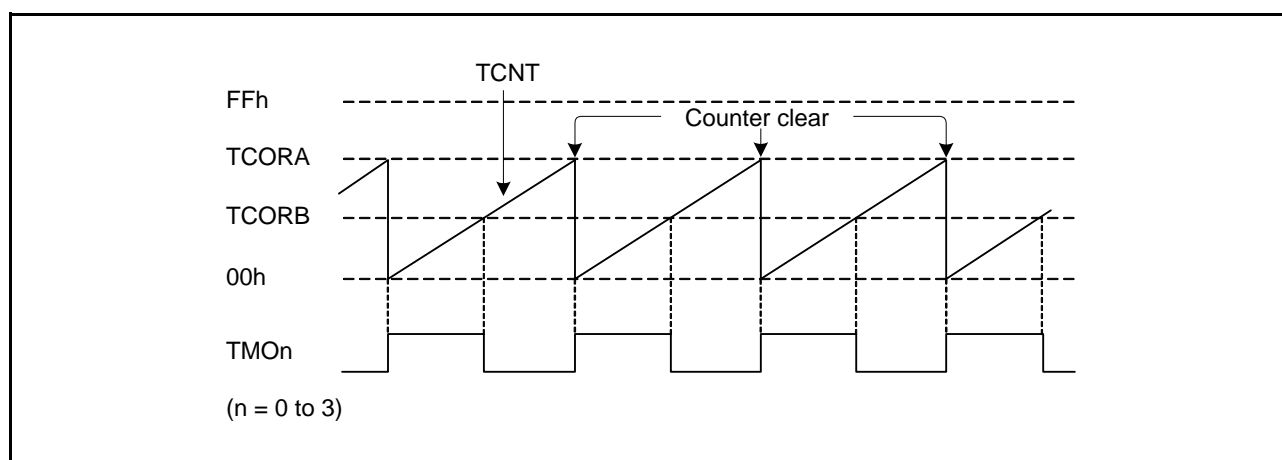 TCNT
FFh
Counter clear
TCORA
TCORB
00h
TMOn
(n = 0 to 3)